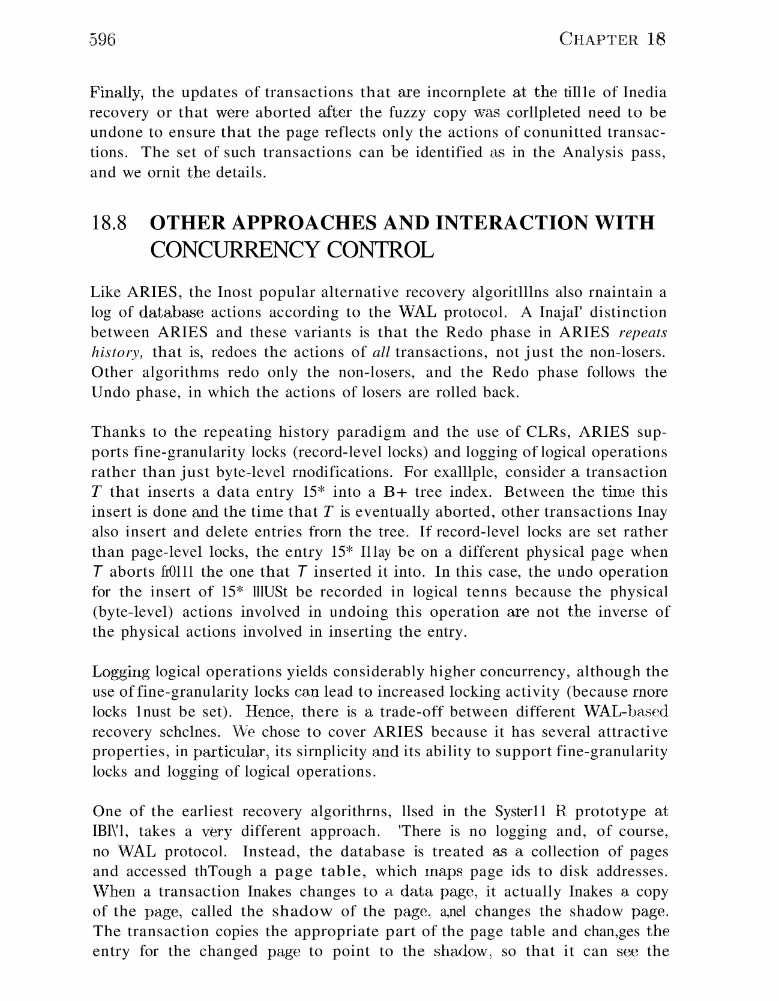 596 CHAPTER 18
Finally, the updates of transactions that are incornplete at the tillle of Inedia
recovery or that were aborted after the fuzzy copy was corllpleted need to be
undone to ensure that the page reflects only the actions of conunitted transac-
tions. The set of such transactions can be identified as in the Analysis pass,
and we ornit the details.
18.8 OTHER APPROACHES AND INTERACTION WITH
CONCURRENCY CONTROL
Like ARIES, the Inost popular alternative recovery algoritlllns also rnaintain a
log of database actions according to the WAL protocol. A InajaI' distinction
between ARIES and these variants is that the Redo phase in ARIES repeats
history, that is, redoes the actions of all transactions, not just the non-losers.
Other algorithms redo only the non-losers, and the Redo phase follows the
Undo phase, in which the actions of losers are rolled back.
Thanks to the repeating history paradigm and the use of CLRs, ARIES sup-
ports fine-granularity locks (record-level locks) and logging of logical operations
rather than just byte-level rnodifications. For exalllple, consider a transaction
T that inserts a data entry 15* into a B+ tree index. Between the time this
insert is done and the time that T is eventually aborted, other transactions Inay
also insert and delete entries frorn the tree. If record-level locks are set rather
than page-level locks, the entry 15* Illay be on a different physical page when
T aborts fr0111 the one that T inserted it into. In this case, the undo operation
for the insert of 15* lllUSt be recorded in logical tenns because the physical
(byte-level) actions involved in undoing this operation are not the inverse of
the physical actions involved in inserting the entry.
Logging logical operations yields considerably higher concurrency, although the
use of fine-granularity locks can lead to increased locking activity (because rnore
locks 1nust be set). Hence, there is a trade-off between different WAL-based
recovery schclnes. We chose to cover ARIES because it has several attractive
properties, in particular, its sirnplicity and its ability to support fine-granularity
locks and logging of logical operations.
One of the earliest recovery algorithrns, llsed in the Syster11 R prototype at
IBI\'1, takes a very different approach. 'There is no logging and, of course,
no WAL protocol. Instead, the database is treated as a collection of pages
and accessed thTough a page table, which maps page ids to disk addresses.
When a transaction Inakes changes to a data page, it actually Inakes a copy
of the page, called the shadow of the page, a,nel changes the shadow page.
The transaction copies the appropriate part of the page table and chan,ges the
entry for the changed page to point to the shadow, so that it can see the